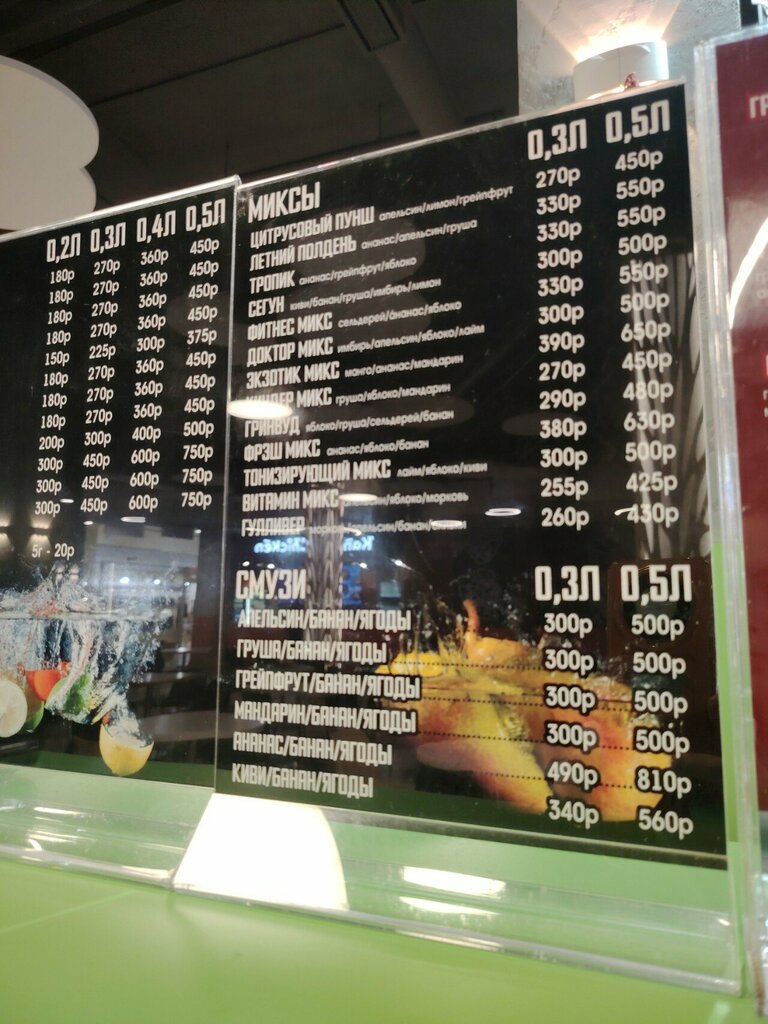 0,2Л 0,3Л 0,4Л 0,5Л
180р 270р 360р 450р
180р 270р 360р 450р
180р 270р 360р 450р
180р 270р 360р 450р
150р 225р 300р 375р
180р 270р 360р 450р
180р 270р 360р 450р
180р 270р 360р 450р
200р 300р 400р 500р
300р 450р 600р 750р
300р 450р 600р 750р
300р 450р 600р 750р
5г - 20р
МИКСЫ 0,3Л 0,5Л
ЦИТРУСОВЫЙ ПУНШ апельсин/лимон/грейпфрут 270р 450р
ЛЕТНИЙ ПОЛДЕНЬ ананас/апельсин/груша 330р 550р
ТРОПИК ананас/грейпфрут/яблоко 330р 550р
СЕГУН киви/банан/груша/имбирь/лимон 300р 500р
ФИТНЕС МИКС сельдерей/ананас/яблоко 330р 550р
ДОКТОР МИКС имбирь/апельсин/яблоко/лайм 300р 500р
ЭКЗОТИК МИКС манго/ананас/мандарин 390р 650р
КИНДЕР МИКС груша/яблоко/мандарин 270р 450р
ГРИНВУД яблоко/груша/сельдерей/банан 290р 480р
ФРЭШ МИКС ананас/яблоко/банан 380р 630р
ТОНИЗИРУЮЩИЙ МИКС лайм/яблоко/киви 300р 500р
ВИТАМИН МИКС апельсин/яблоко/морковь 255р 425р
ГУЛЛИВЕР морковь/апельсин/банан 260р 430р
СМУЗИ 0,3Л 0,5Л
АПЕЛЬСИН/БАНАН/ЯГОДЫ 300р 500р
ГРУША/БАНАН/ЯГОДЫ 300р 500р
ГРЕЙПФРУТ/БАНАН/ЯГОДЫ 300р 500р
МАНДАРИН/БАНАН/ЯГОДЫ 300р 500р
АНАНАС/БАНАН/ЯГОДЫ 490р 810р
КИВИ/БАНАН/ЯГОДЫ 340р 560р